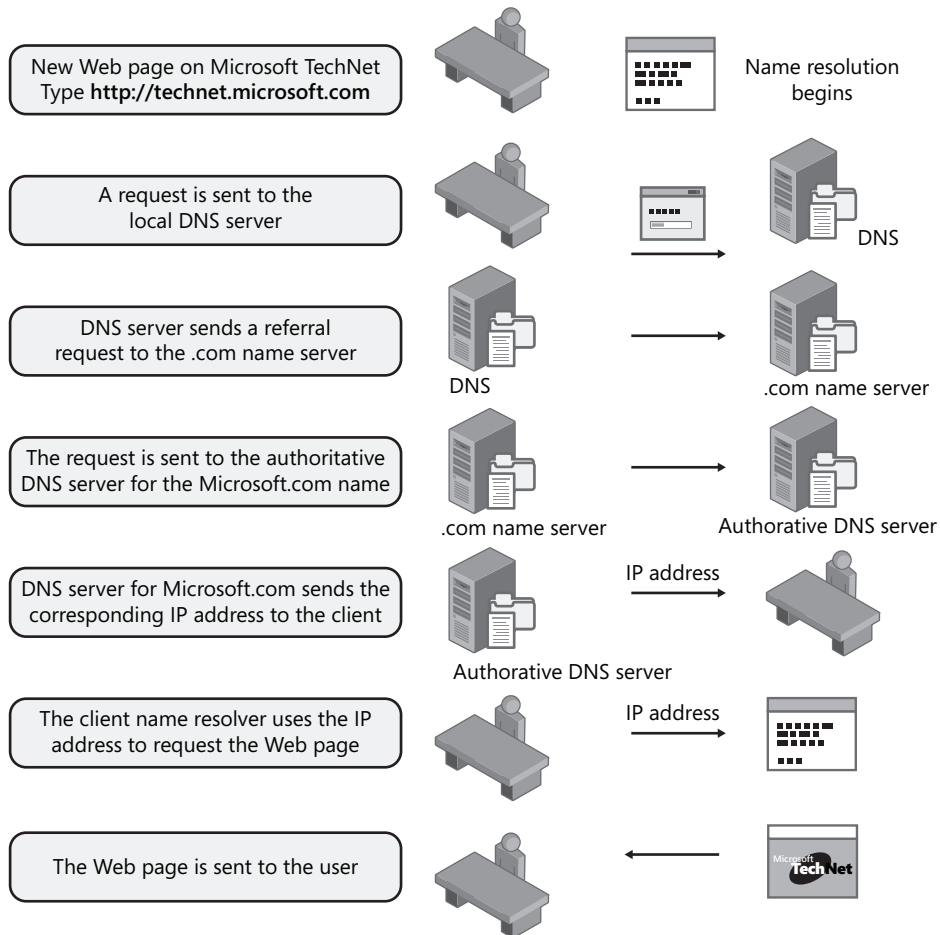 New Web page on Microsoft TechNet
Type http://technet.microsoft.com
Name resolution
begins
A request is sent to the
local DNS server
DNS
DNS server sends a referral
request to the .com name server
DNS
.com name server
The request is sent to the authoritative
DNS server for the Microsoft.com name
.com name server
Authorative DNS server
DNS server for Microsoft.com sends the
corresponding IP address to the client
IP address
Authorative DNS server
The client name resolver uses the IP
address to request the Web page
IP address
The Web page is sent to the user
Microsoft
TechNet